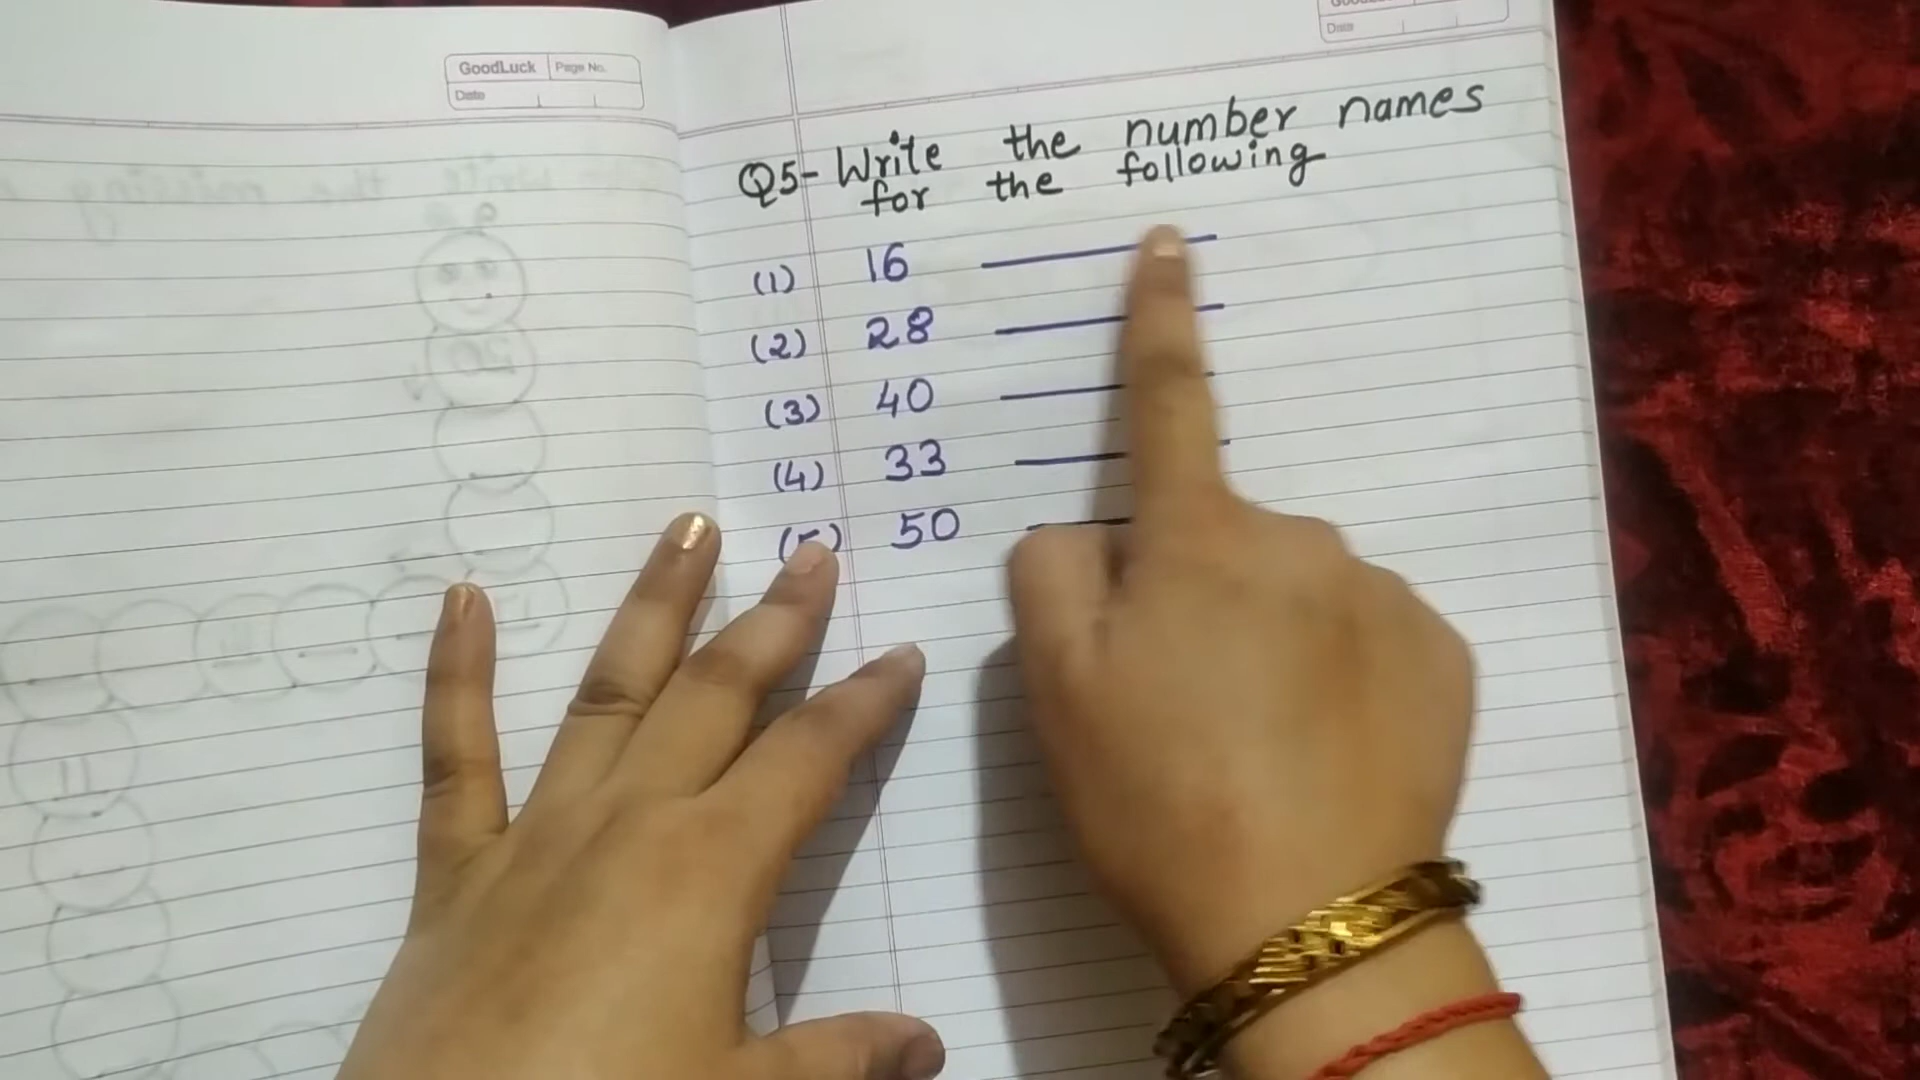 GoodLuck Page No.
Date
Date
Q5- Write the number names
for the following
(1) 16
(2) 28
(3) 40
(4) 33
(5) 50